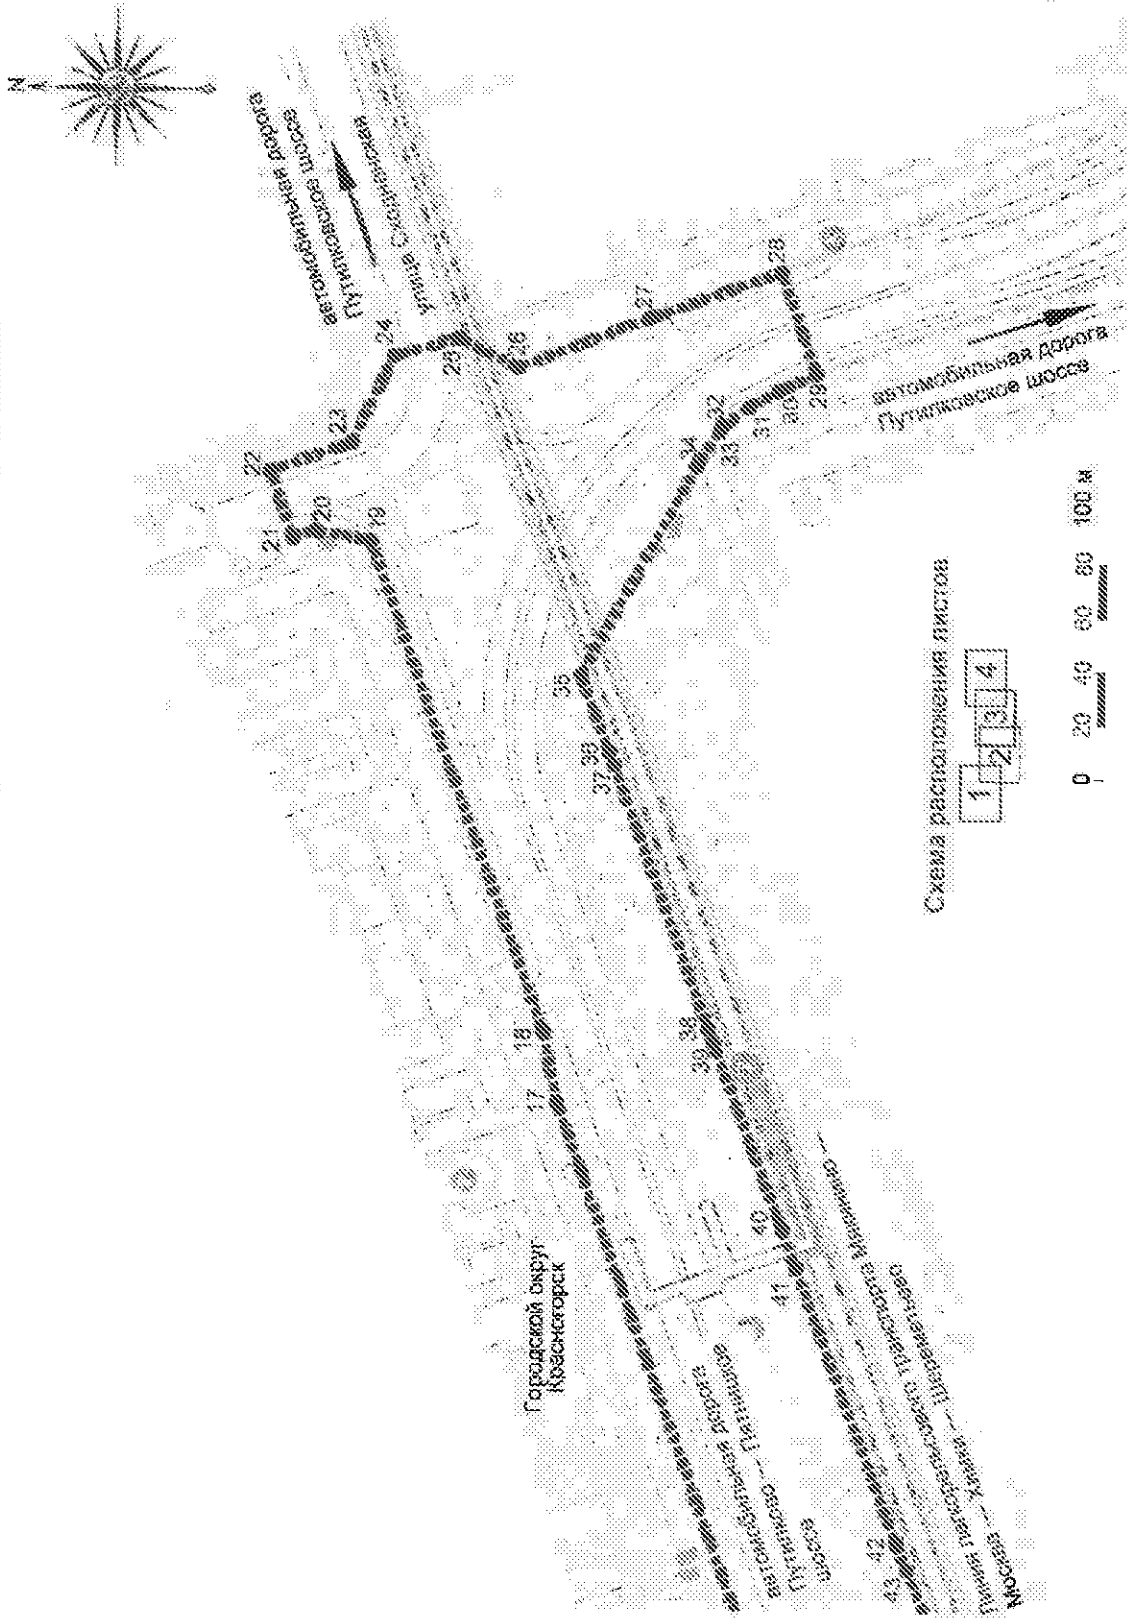 N
автомобильная дорога
Путилковское шоссе
улица Сходненская
22
21
20
19
23
24
25
26
27
28
29
30
31
32
33
34
35
36
37
18
17
38
39
40
41
42
43
Городской округ
Красногорск
автомобильная дорога
Путилковское шоссе
автомобильная дорога
Путилково — Пятницкое
шоссе
Линия легкорельсового транспорта Мякинино —
Москва — Химки — Шереметьево
Схема расположения листов
1
2
3
4
0 20 40 60 80 100 м